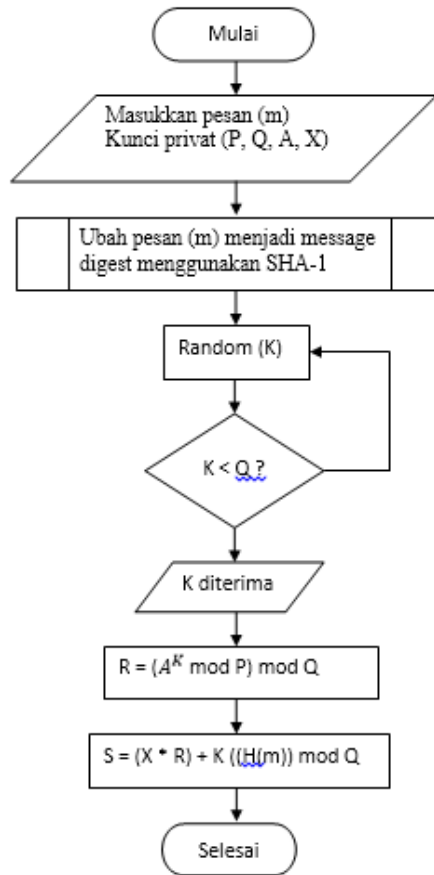 Mulai
Masukkan pesan (m)
Kunci privat (P, Q, A, X)
Ubah pesan (m) menjadi message
digest menggunakan SHA-1
Random (K)
K < Q ?
K diterima
R = (A^K mod P) mod Q
S = (X * R) + K ((H(m)) mod Q
Selesai